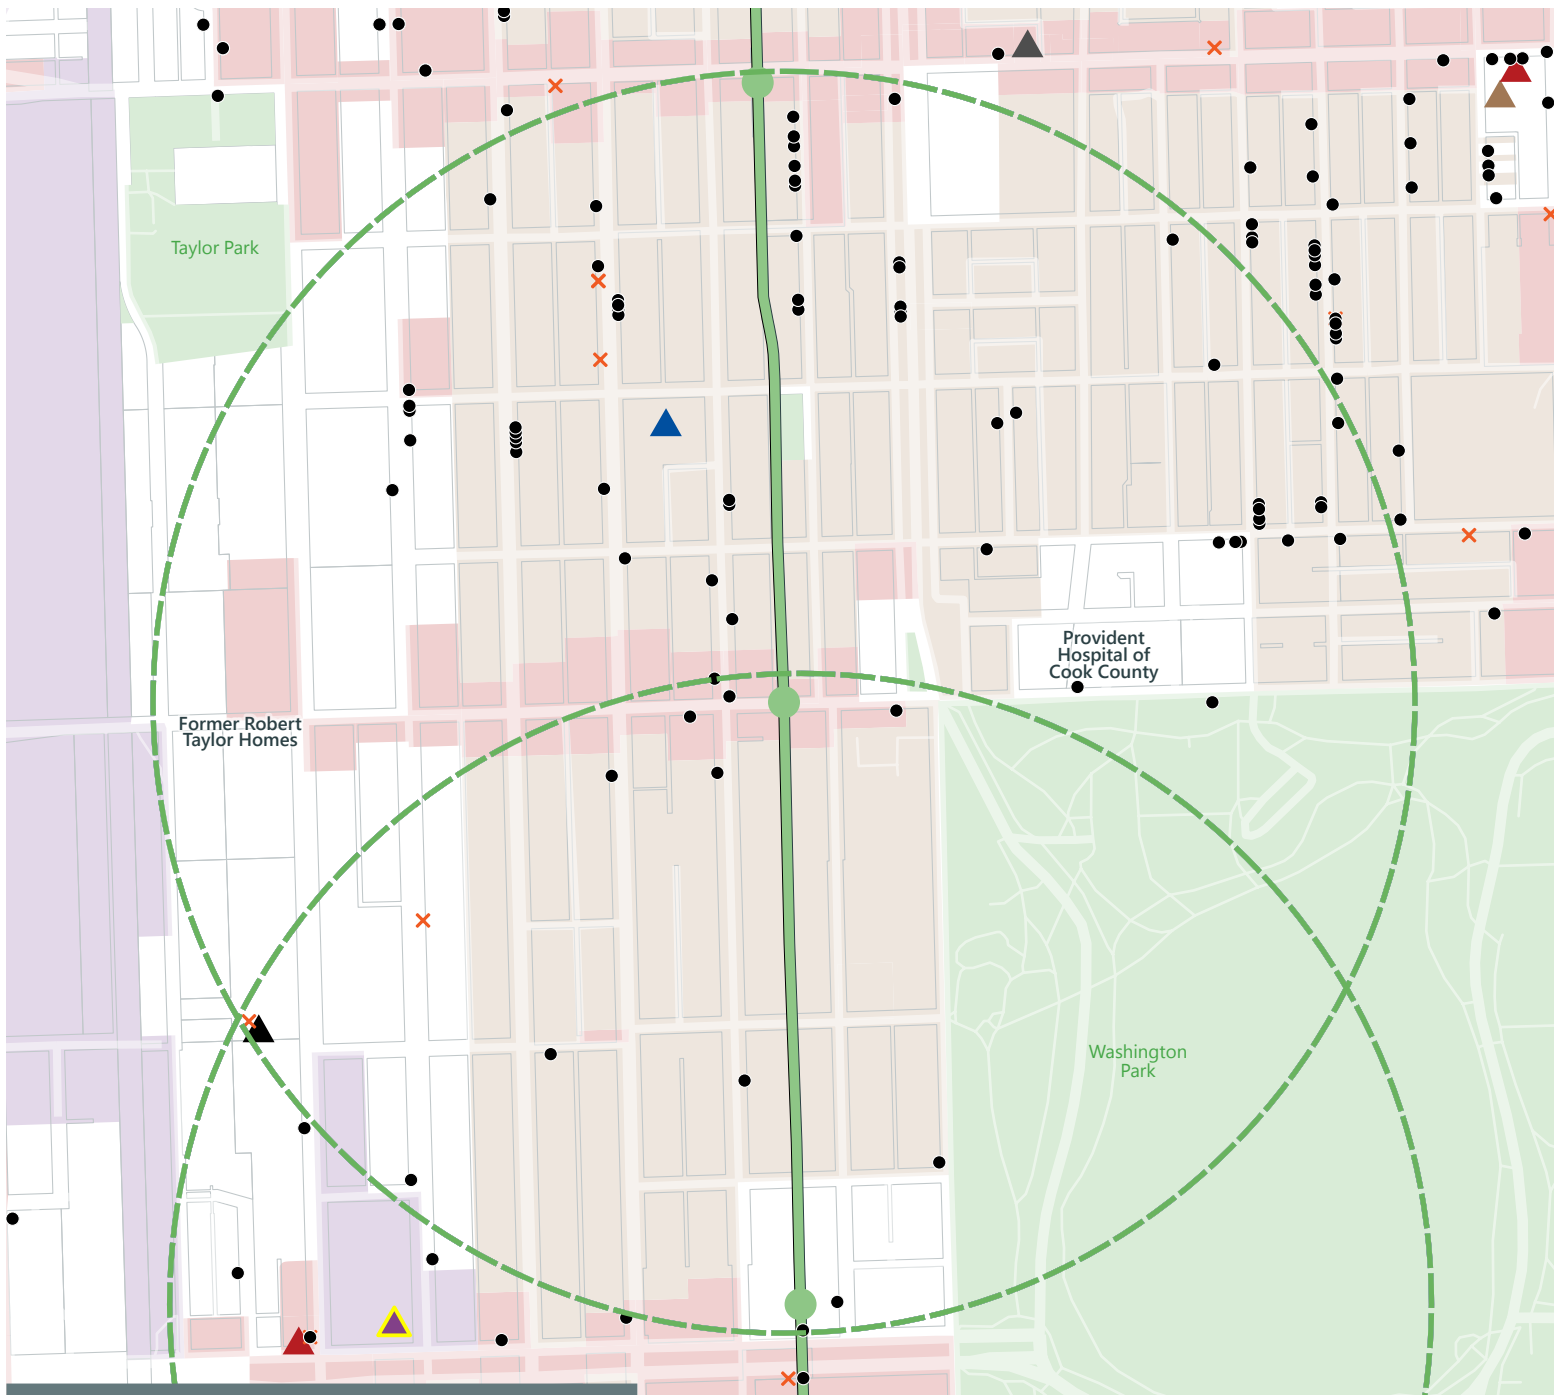 Taylor Park
Provident
Hospital of
Cook County
Former Robert
Taylor Homes
Washington
Park